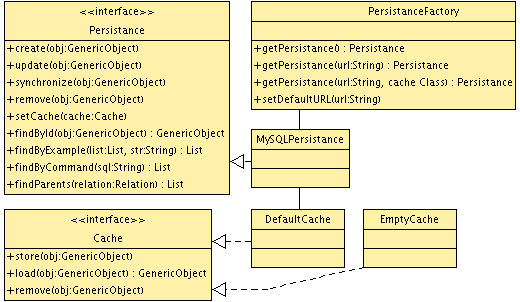 <<interface>>
Persistance
+create(obj:GenericObject)
+update(obj:GenericObject)
+synchronize(obj:GenericObject)
+remove(obj:GenericObject)
+setCache(cache:Cache)
+findById(obj:GenericObject) : GenericObject
+findByExample(list:List, str:String) : List
+findByCommand(sql:String) : List
+findParents(relation:Relation) : List
PersistanceFactory
+getPersistance() : Persistance
+getPersistance(url:String) : Persistance
+getPersistance(url:String, cache Class) : Persistance
+setDefaultURL(url:String)
MySQLPersistance
<<interface>>
Cache
+store(obj:GenericObject)
+load(obj:GenericObject) : GenericObject
+remove(obj:GenericObject)
DefaultCache
EmptyCache